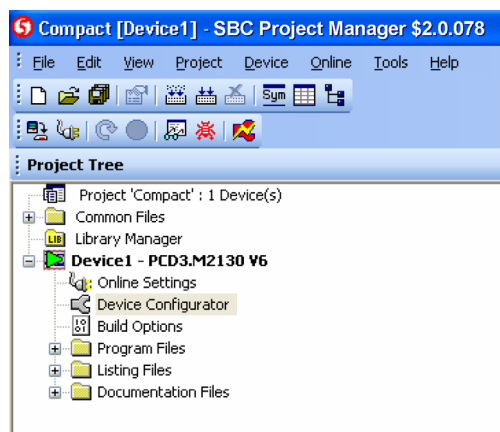 Compact [Device1] - SBC Project Manager $2.0.078
File Edit View Project Device Online Tools Help
Sym
Project Tree
Project 'Compact' : 1 Device(s)
Common Files
LIB Library Manager
Device1 - PCD3.M2130 V6
Online Settings
Device Configurator
Build Options
Program Files
Listing Files
Documentation Files